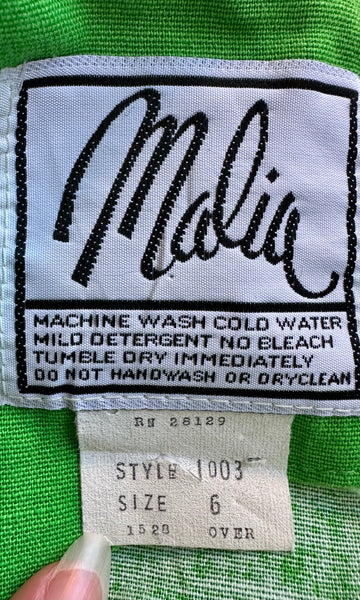 Malia
MACHINE WASH COLD WATER
MILD DETERGENT NO BLEACH
TUMBLE DRY IMMEDIATELY
DO NOT HANDWASH OR DRYCLEAN
RN 28129
STYLE 1003
SIZE 6
1528 OVER